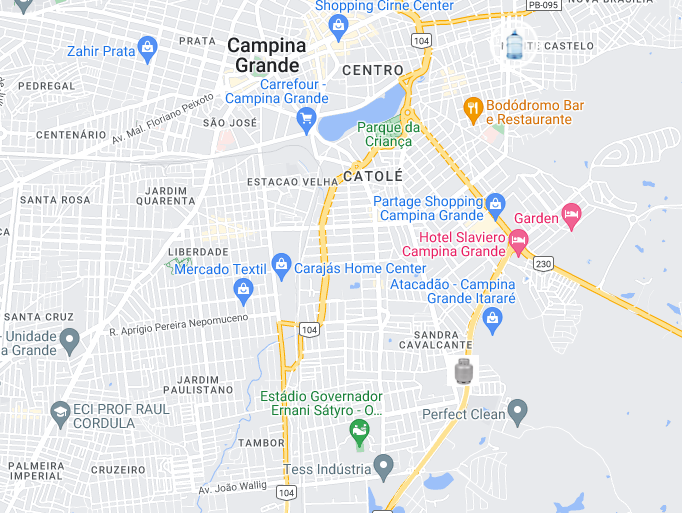 Shopping Cirne Center
PB-095
PRATA
104
Zahir Prata
Campina
Grande
CENTRO
PEDREGAL
Carrefour -
Campina Grande
Av. Mal. Floriano Peixoto
Bodódromo Bar
e Restaurante
SÃO JOSÉ
CENTENÁRIO
Parque da
Criança
ESTACAO VELHA
CATOLÉ
JARDIM
QUARENTA
SANTA ROSA
Partage Shopping
Campina Grande
Garden
Hotel Slaviero
Campina Grande
LIBERDADE
230
Mercado Textil
Carajás Home Center
Atacadão - Campina
Grande Itararé
SANTA CRUZ
R. Aprigio Pereira Nepomuceno
104
- Unidade
a Grande
SANDRA
CAVALCANTE
JARDIM
PAULISTANO
Estádio Governador
Ernani Sátyro - O...
ECI PROF RAUL
CORDULA
Perfect Clean
TAMBOR
PALMEIRA
IMPERIAL
CRUZEIRO
Tess Indústria
Av. João Wallig
104